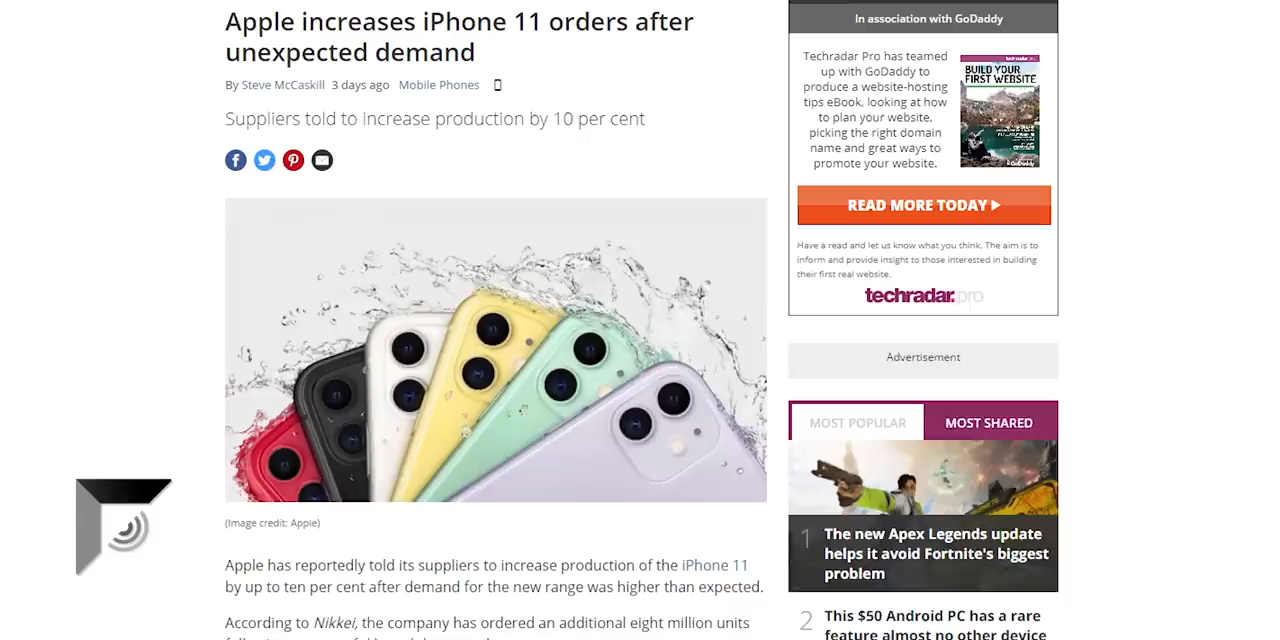 Apple increases iPhone 11 orders after
unexpected demand
By Steve McCaskill 3 days ago Mobile Phones
Suppliers told to increase production by 10 per cent
(Image credit: Apple)
Apple has reportedly told its suppliers to increase production of the iPhone 11
by up to ten per cent after demand for the new range was higher than expected.
According to Nikkei, the company has ordered an additional eight million units
In association with GoDaddy
Techradar Pro has teamed
up with GoDaddy to
produce a website-hosting
tips eBook, looking at how
to plan your website,
picking the right domain
name and great ways to
promote your website.
BUILD YOUR
FIRST WEBSITE
GoDaddy
READ MORE TODAY
Have a read and let us know what you think. The aim is to
inform and provide insight to those interested in building
their first real website.
techradar.pro
Advertisement
MOST POPULAR
MOST SHARED
1 The new Apex Legends update
helps it avoid Fortnite's biggest
problem
2 This $50 Android PC has a rare
feature almost no other device